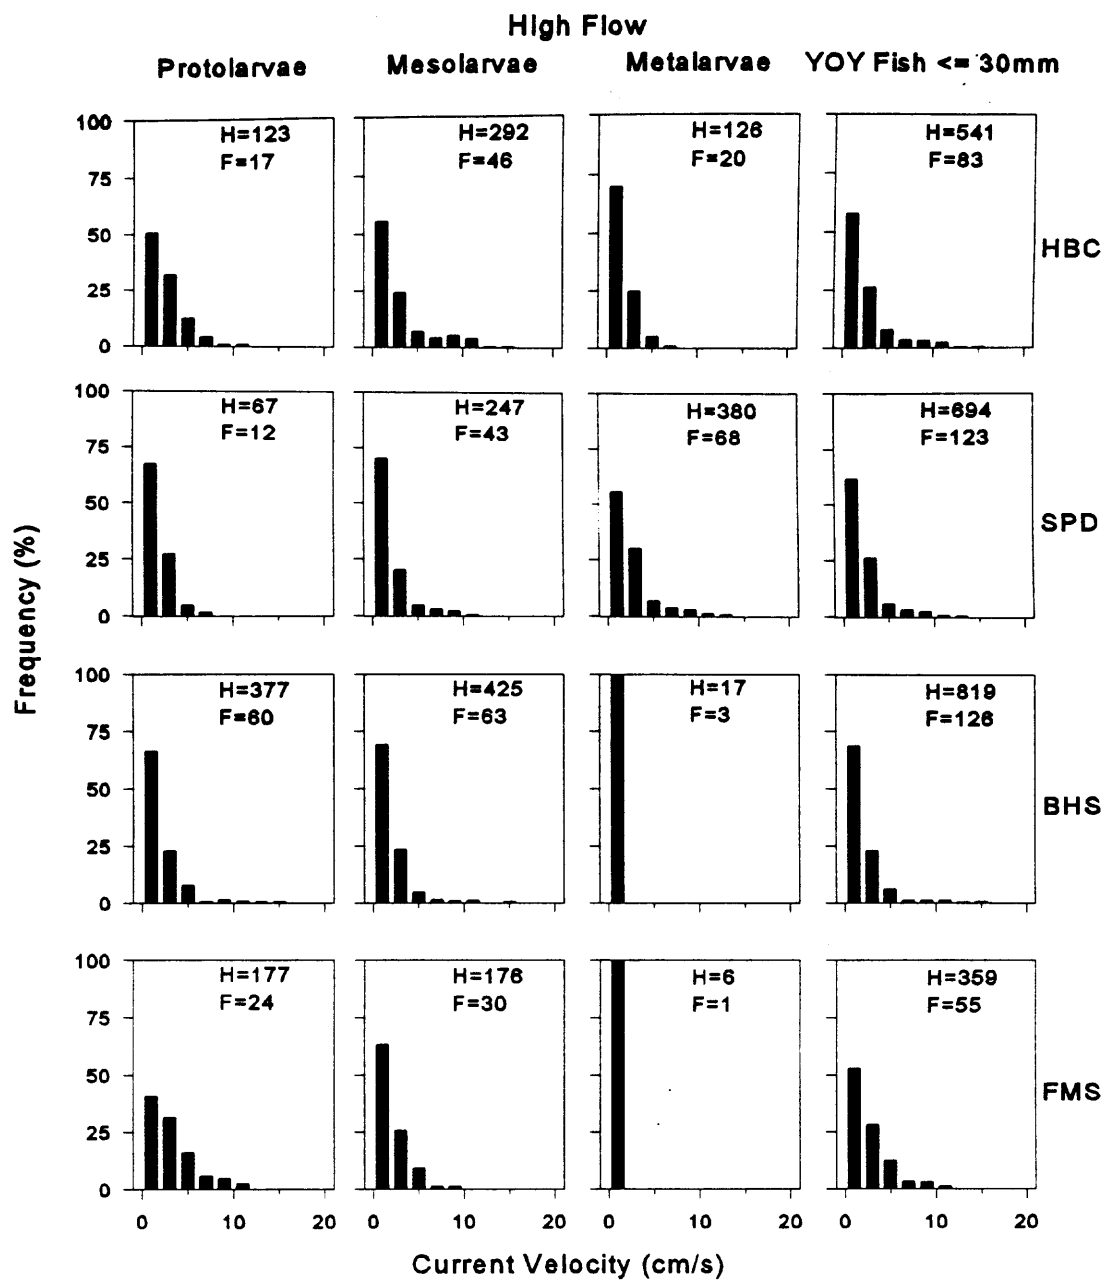 High Flow
Protolarvae Mesolarvae Metalarvae YOY Fish <= 30mm
100 H=123 H=292 H=126 H=541
F=17 F=46 F=20 F=83
75
50 HBC
25
0
100 H=67 H=247 H=380 H=694
F=12 F=43 F=68 F=123
75
50 SPD
25
0
Frequency (%)
100 H=377 H=425 H=17 H=819
F=60 F=63 F=3 F=126
75
50 BHS
25
0
100 H=177 H=176 H=6 H=359
F=24 F=30 F=1 F=55
75
50 FMS
25
0
0 10 20 0 10 20 0 10 20 0 10 20
Current Velocity (cm/s)